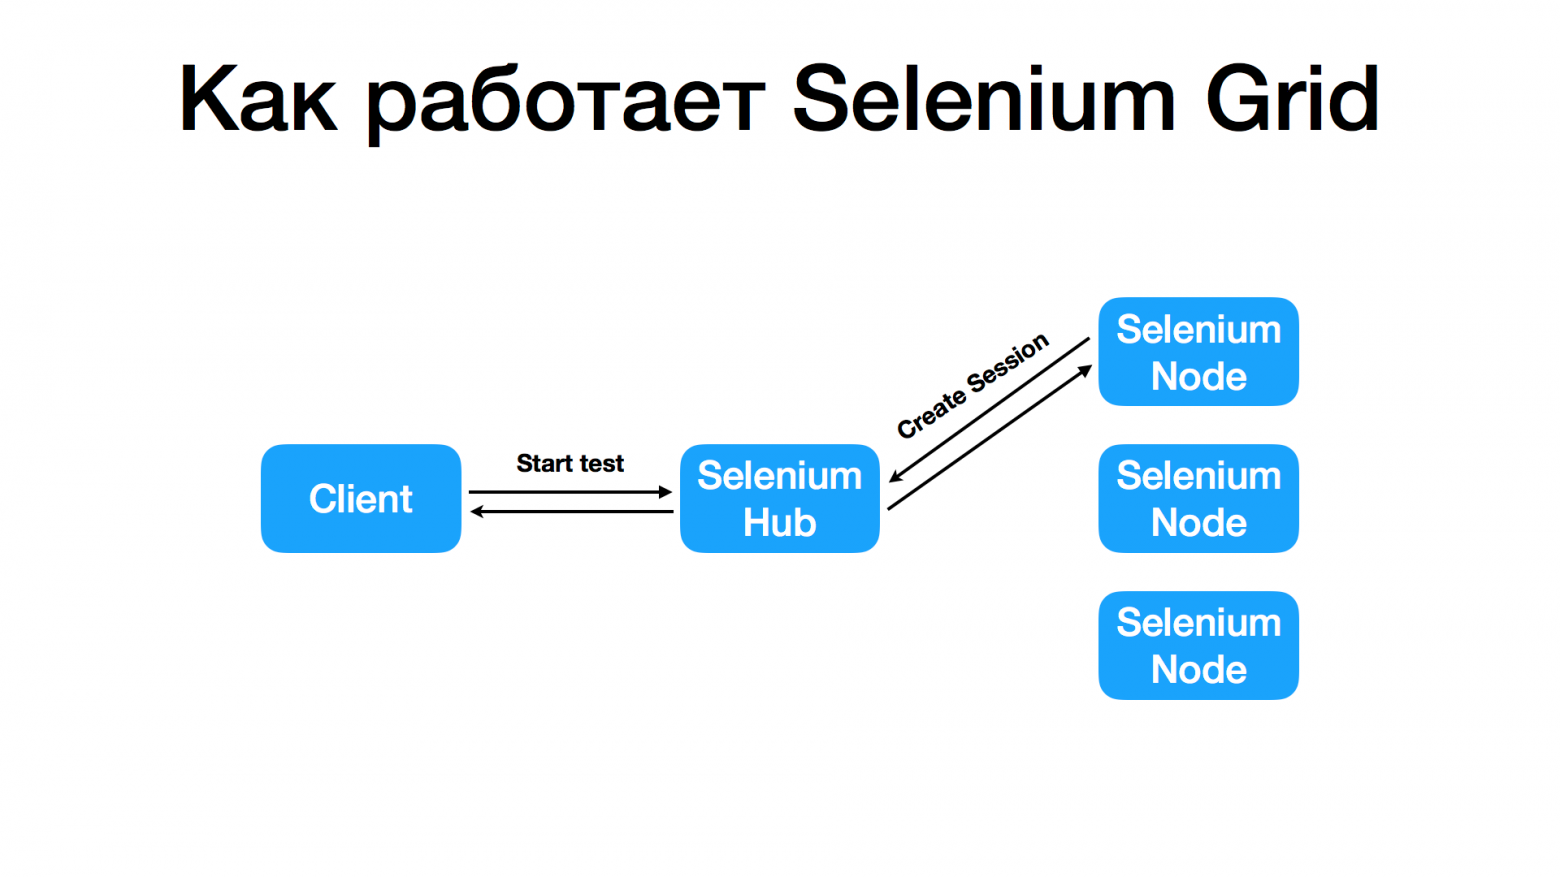 Как работает Selenium Grid
Client
Start test
Selenium
Hub
Create Session
Selenium
Node
Selenium
Node
Selenium
Node